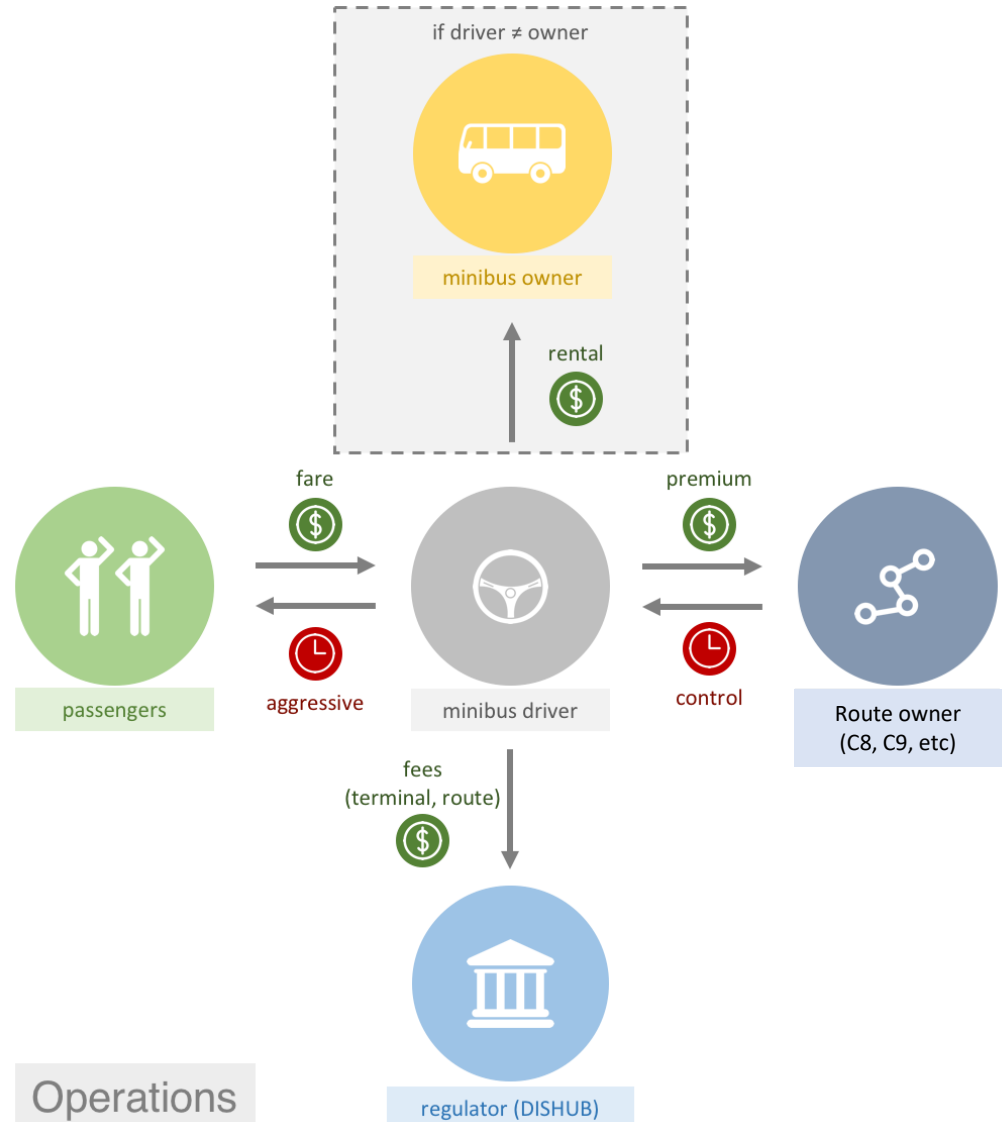 if driver ≠ owner
minibus owner
rental
fare
premium
aggressive
control
passengers
minibus driver
Route owner
(C8, C9, etc)
fees
(terminal, route)
regulator (DISHUB)
Operations